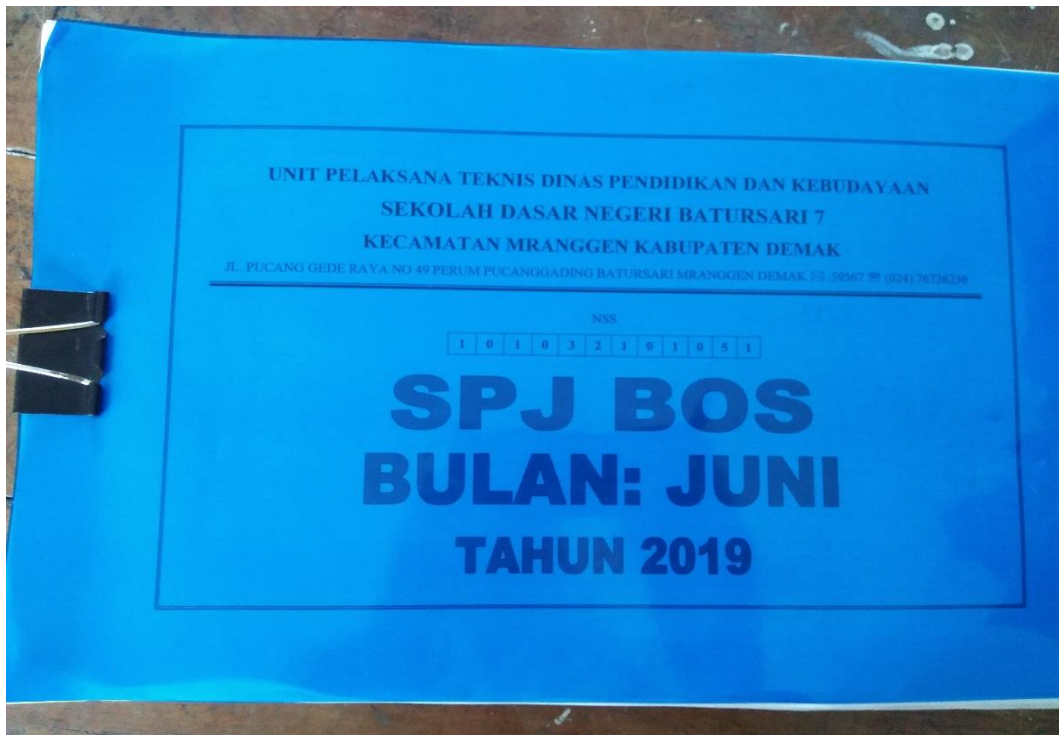 UNIT PELAKSANA TEKNIS DINAS PENDIDIKAN DAN KEBUDAYAAN
SEKOLAH DASAR NEGERI BATURSARI 7
KECAMATAN MRANGGEN KABUPATEN DEMAK
JL. PUCANG GEDE RAYA NO 49 PERUM PUCANGGADING BATURSARI MRANGGEN DEMAK ✉ 59567 ☎ (024) 76728256
NSS
1 0 1 0 3 2 1 0 1 0 5 1
SPJ BOS
BULAN: JUNI
TAHUN 2019